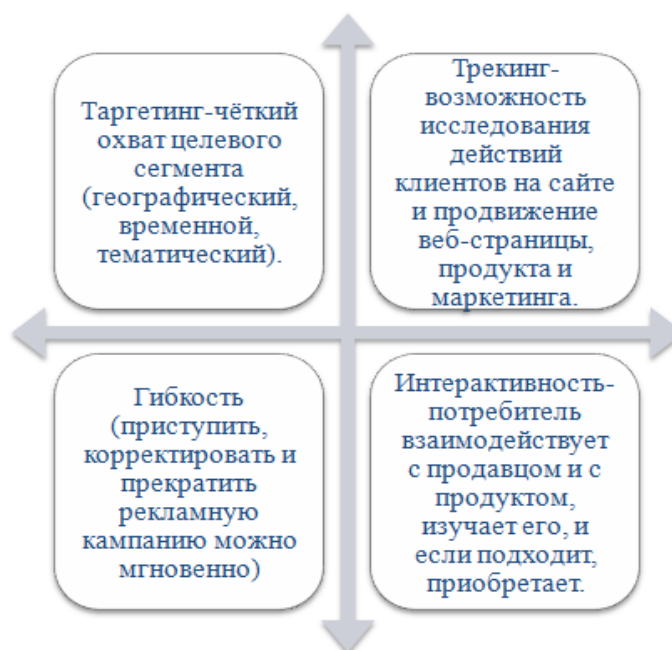 Таргетинг-чёткий
охват целевого
сегмента
(географический,
временной,
тематический).
Трекинг-
возможность
исследования
действий
клиентов на сайте
и продвижение
веб-страницы,
продукта и
маркетинга.
Гибкость
(приступить,
корректировать и
прекратить
рекламную
кампанию можно
мгновенно)
Интерактивность-
потребитель
взаимодействует
с продавцом и с
продуктом,
изучает его, и
если подходит,
приобретает.